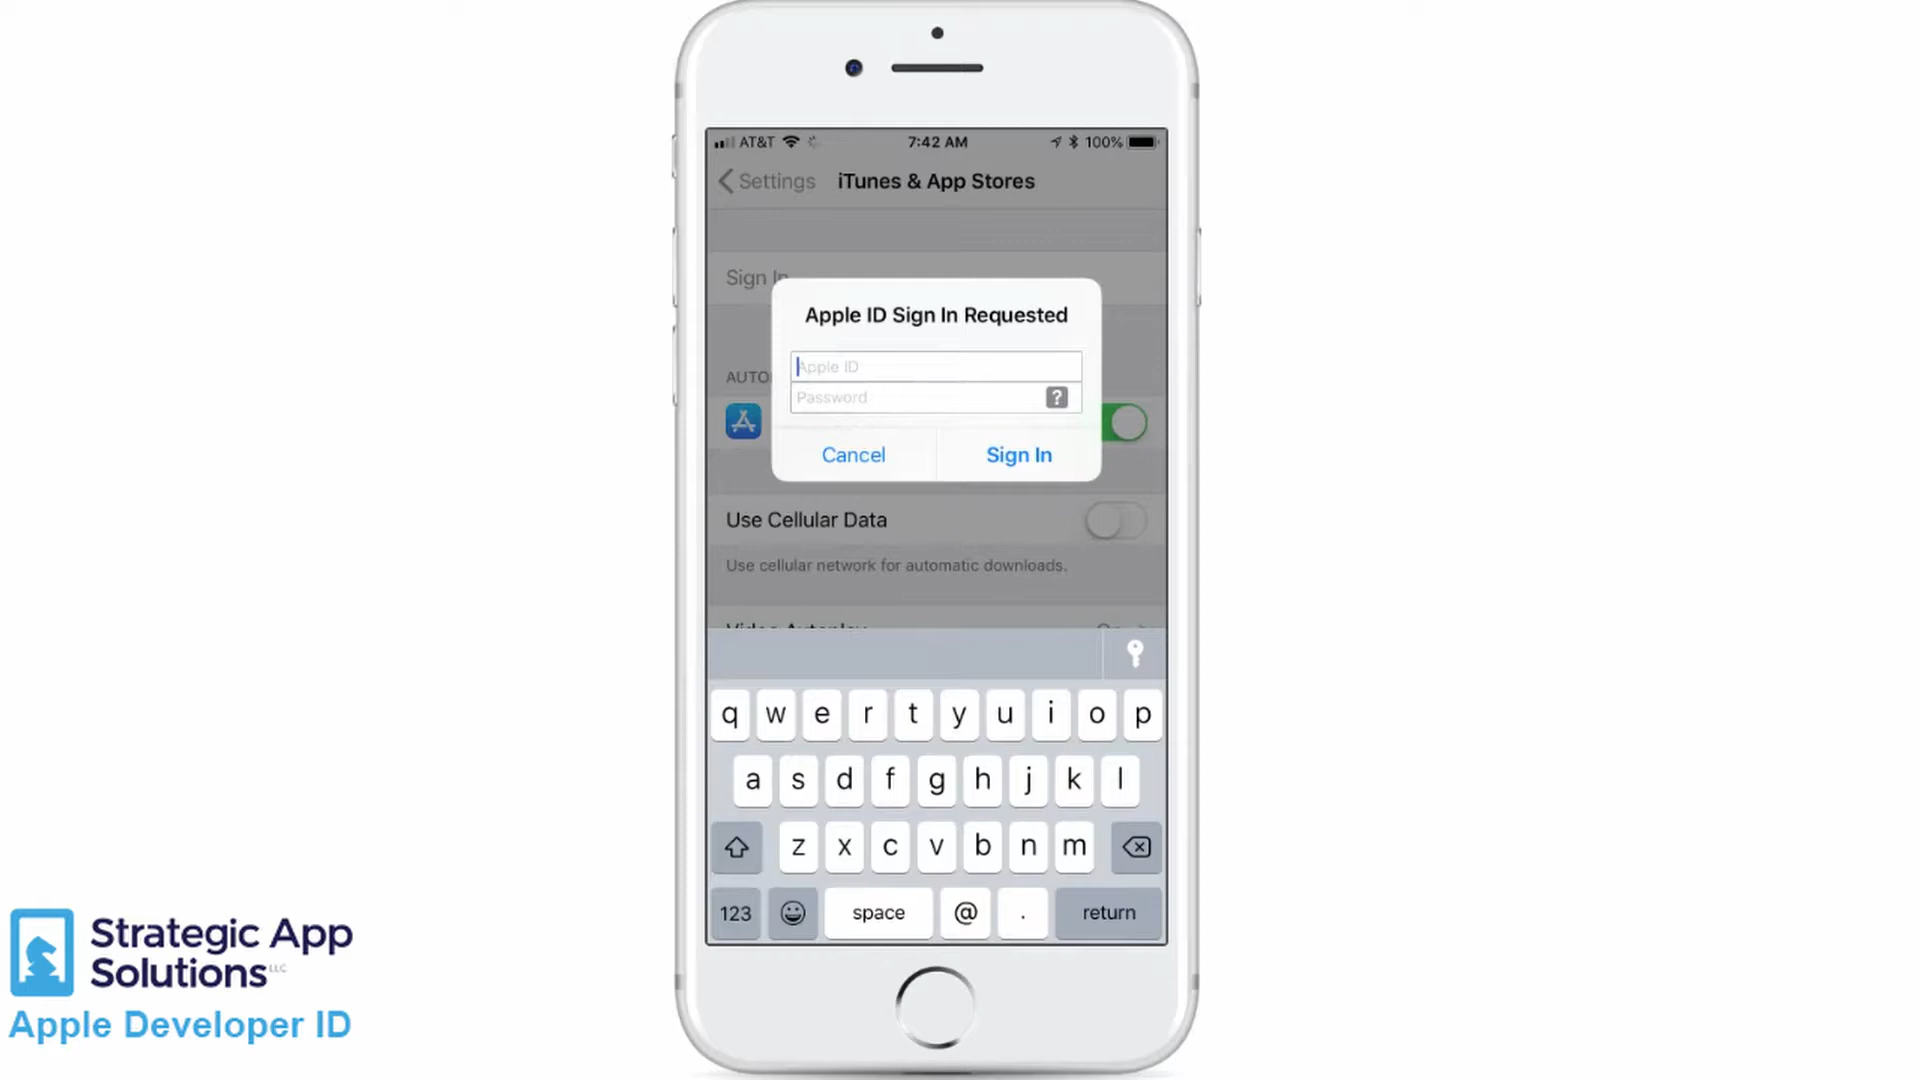 AT&T 7:42 AM 100%
Settings iTunes & App Stores
Sign In
Apple ID Sign In Requested
Apple ID
AUTO
Password ?
Cancel Sign In
Use Cellular Data
Use cellular network for automatic downloads.
Video Autoplay
q w e r t y u i o p
a s d f g h j k l
z x c v b n m
123 space @ . return
Strategic App
Solutions LLC
Apple Developer ID